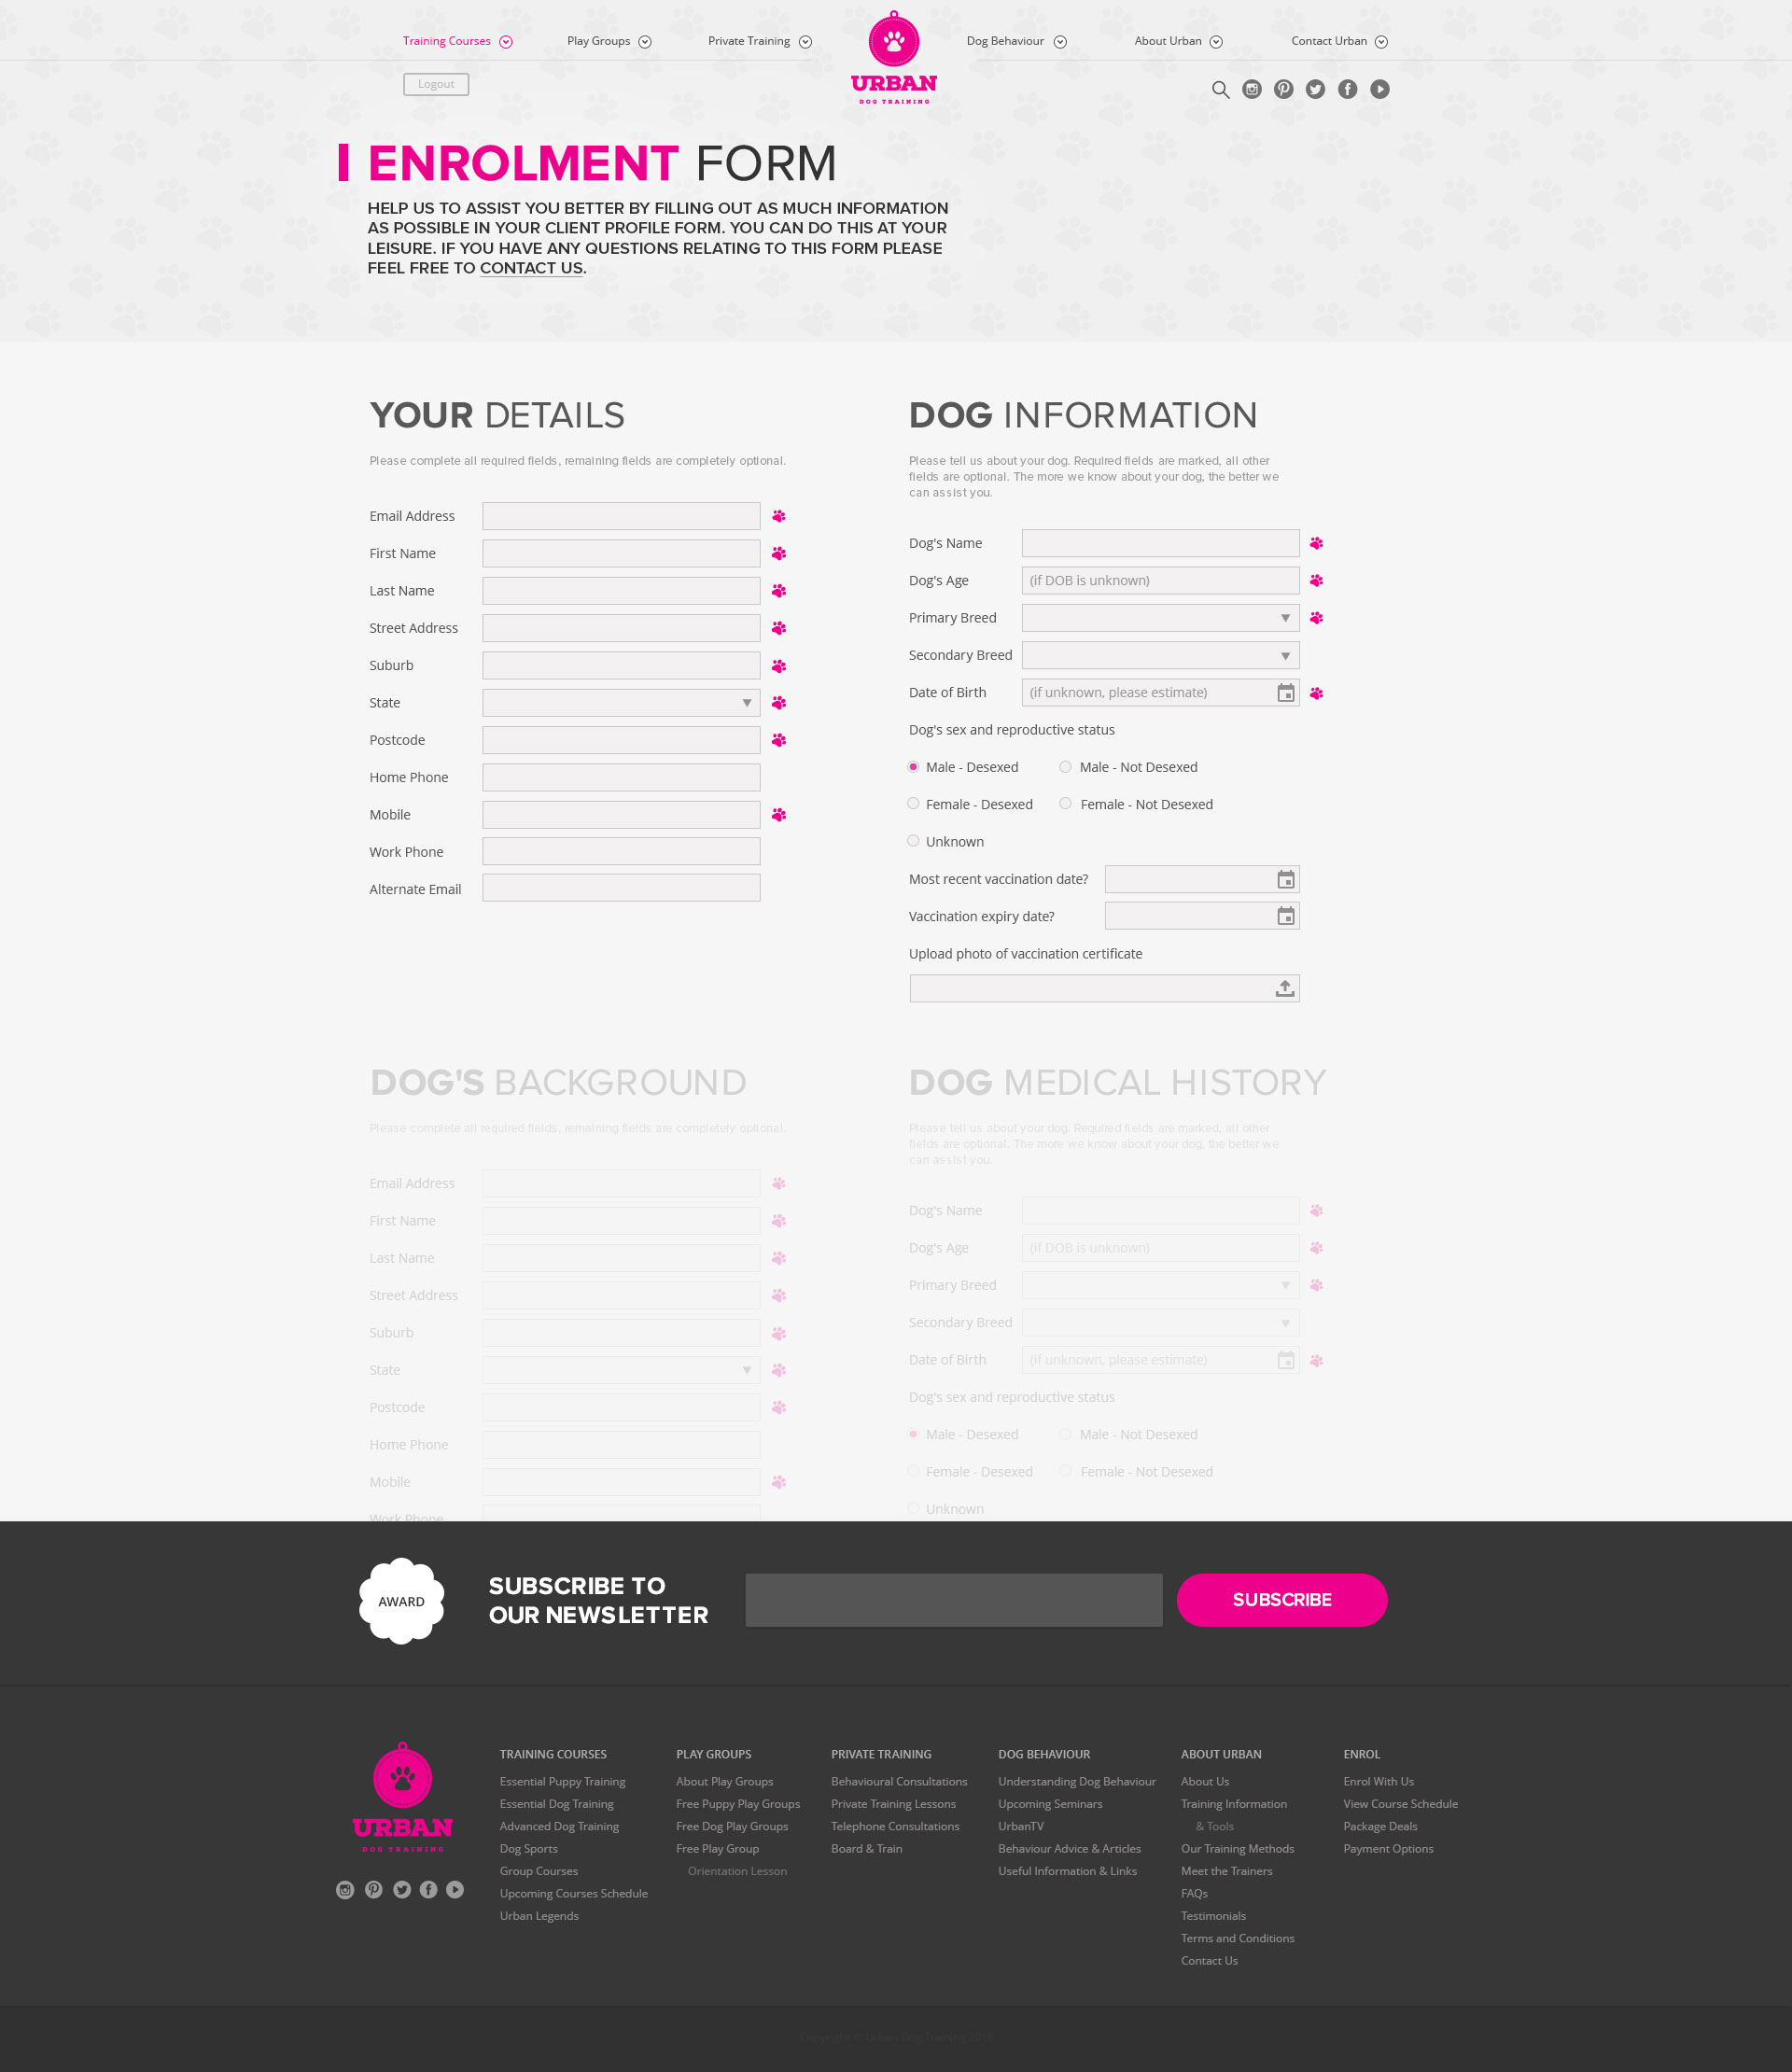 Training Courses
Play Groups
Private Training
URBAN
DOG TRAINING
Dog Behaviour
About Urban
Contact Urban
Logout
ENROLMENT FORM
HELP US TO ASSIST YOU BETTER BY FILLING OUT AS MUCH INFORMATION
AS POSSIBLE IN YOUR CLIENT PROFILE FORM. YOU CAN DO THIS AT YOUR
LEISURE. IF YOU HAVE ANY QUESTIONS RELATING TO THIS FORM PLEASE
FEEL FREE TO CONTACT US.
YOUR DETAILS
Please complete all required fields, remaining fields are completely optional.
Email Address
First Name
Last Name
Street Address
Suburb
State
Postcode
Home Phone
Mobile
Work Phone
Alternate Email
DOG INFORMATION
Please tell us about your dog. Required fields are marked, all other
fields are optional. The more we know about your dog, the better we
can assist you.
Dog's Name
Dog's Age (if DOB is unknown)
Primary Breed
Secondary Breed
Date of Birth (if unknown, please estimate)
Dog's sex and reproductive status
Male - Desexed Male - Not Desexed
Female - Desexed Female - Not Desexed
Unknown
Most recent vaccination date?
Vaccination expiry date?
Upload photo of vaccination certificate
DOG'S BACKGROUND
Please complete all required fields, remaining fields are completely optional.
Email Address
First Name
Last Name
Street Address
Suburb
State
Postcode
Home Phone
Mobile
Work Phone
DOG MEDICAL HISTORY
Please tell us about your dog. Required fields are marked, all other
fields are optional. The more we know about your dog, the better we
can assist you.
Dog's Name
Dog's Age (if DOB is unknown)
Primary Breed
Secondary Breed
Date of Birth (if unknown, please estimate)
Dog's sex and reproductive status
Male - Desexed Male - Not Desexed
Female - Desexed Female - Not Desexed
Unknown
AWARD
SUBSCRIBE TO
OUR NEWSLETTER
SUBSCRIBE
URBAN
DOG TRAINING
TRAINING COURSES
Essential Puppy Training
Essential Dog Training
Advanced Dog Training
Dog Sports
Group Courses
Upcoming Courses Schedule
Urban Legends
PLAY GROUPS
About Play Groups
Free Puppy Play Groups
Free Dog Play Groups
Free Play Group
Orientation Lesson
PRIVATE TRAINING
Behavioural Consultations
Private Training Lessons
Telephone Consultations
Board & Train
DOG BEHAVIOUR
Understanding Dog Behaviour
Upcoming Seminars
UrbanTV
Behaviour Advice & Articles
Useful Information & Links
ABOUT URBAN
About Us
Training Information
& Tools
Our Training Methods
Meet the Trainers
FAQs
Testimonials
Terms and Conditions
Contact Us
ENROL
Enrol With Us
View Course Schedule
Package Deals
Payment Options